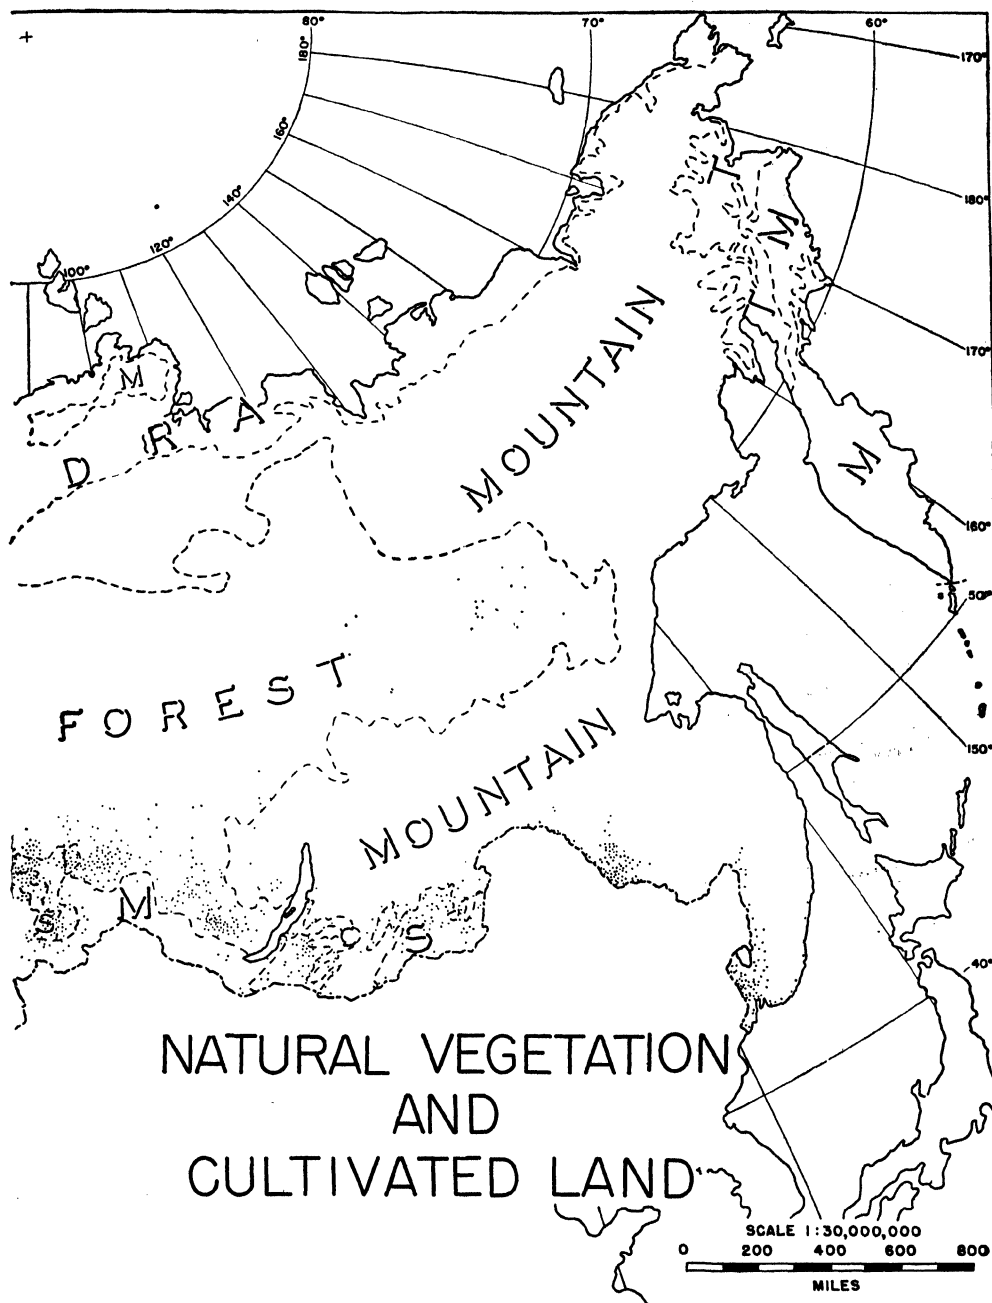 80°
70°
60°
180°
170°
160°
180°
140°
120°
100°
170°
M
T
M
T
D R A
MOUNTAIN
M
160°
50°
FOREST
150°
MOUNTAIN
S
M
C S
40°
NATURAL VEGETATION
AND
CULTIVATED LAND
SCALE 1:30,000,000
0 200 400 600 800
MILES